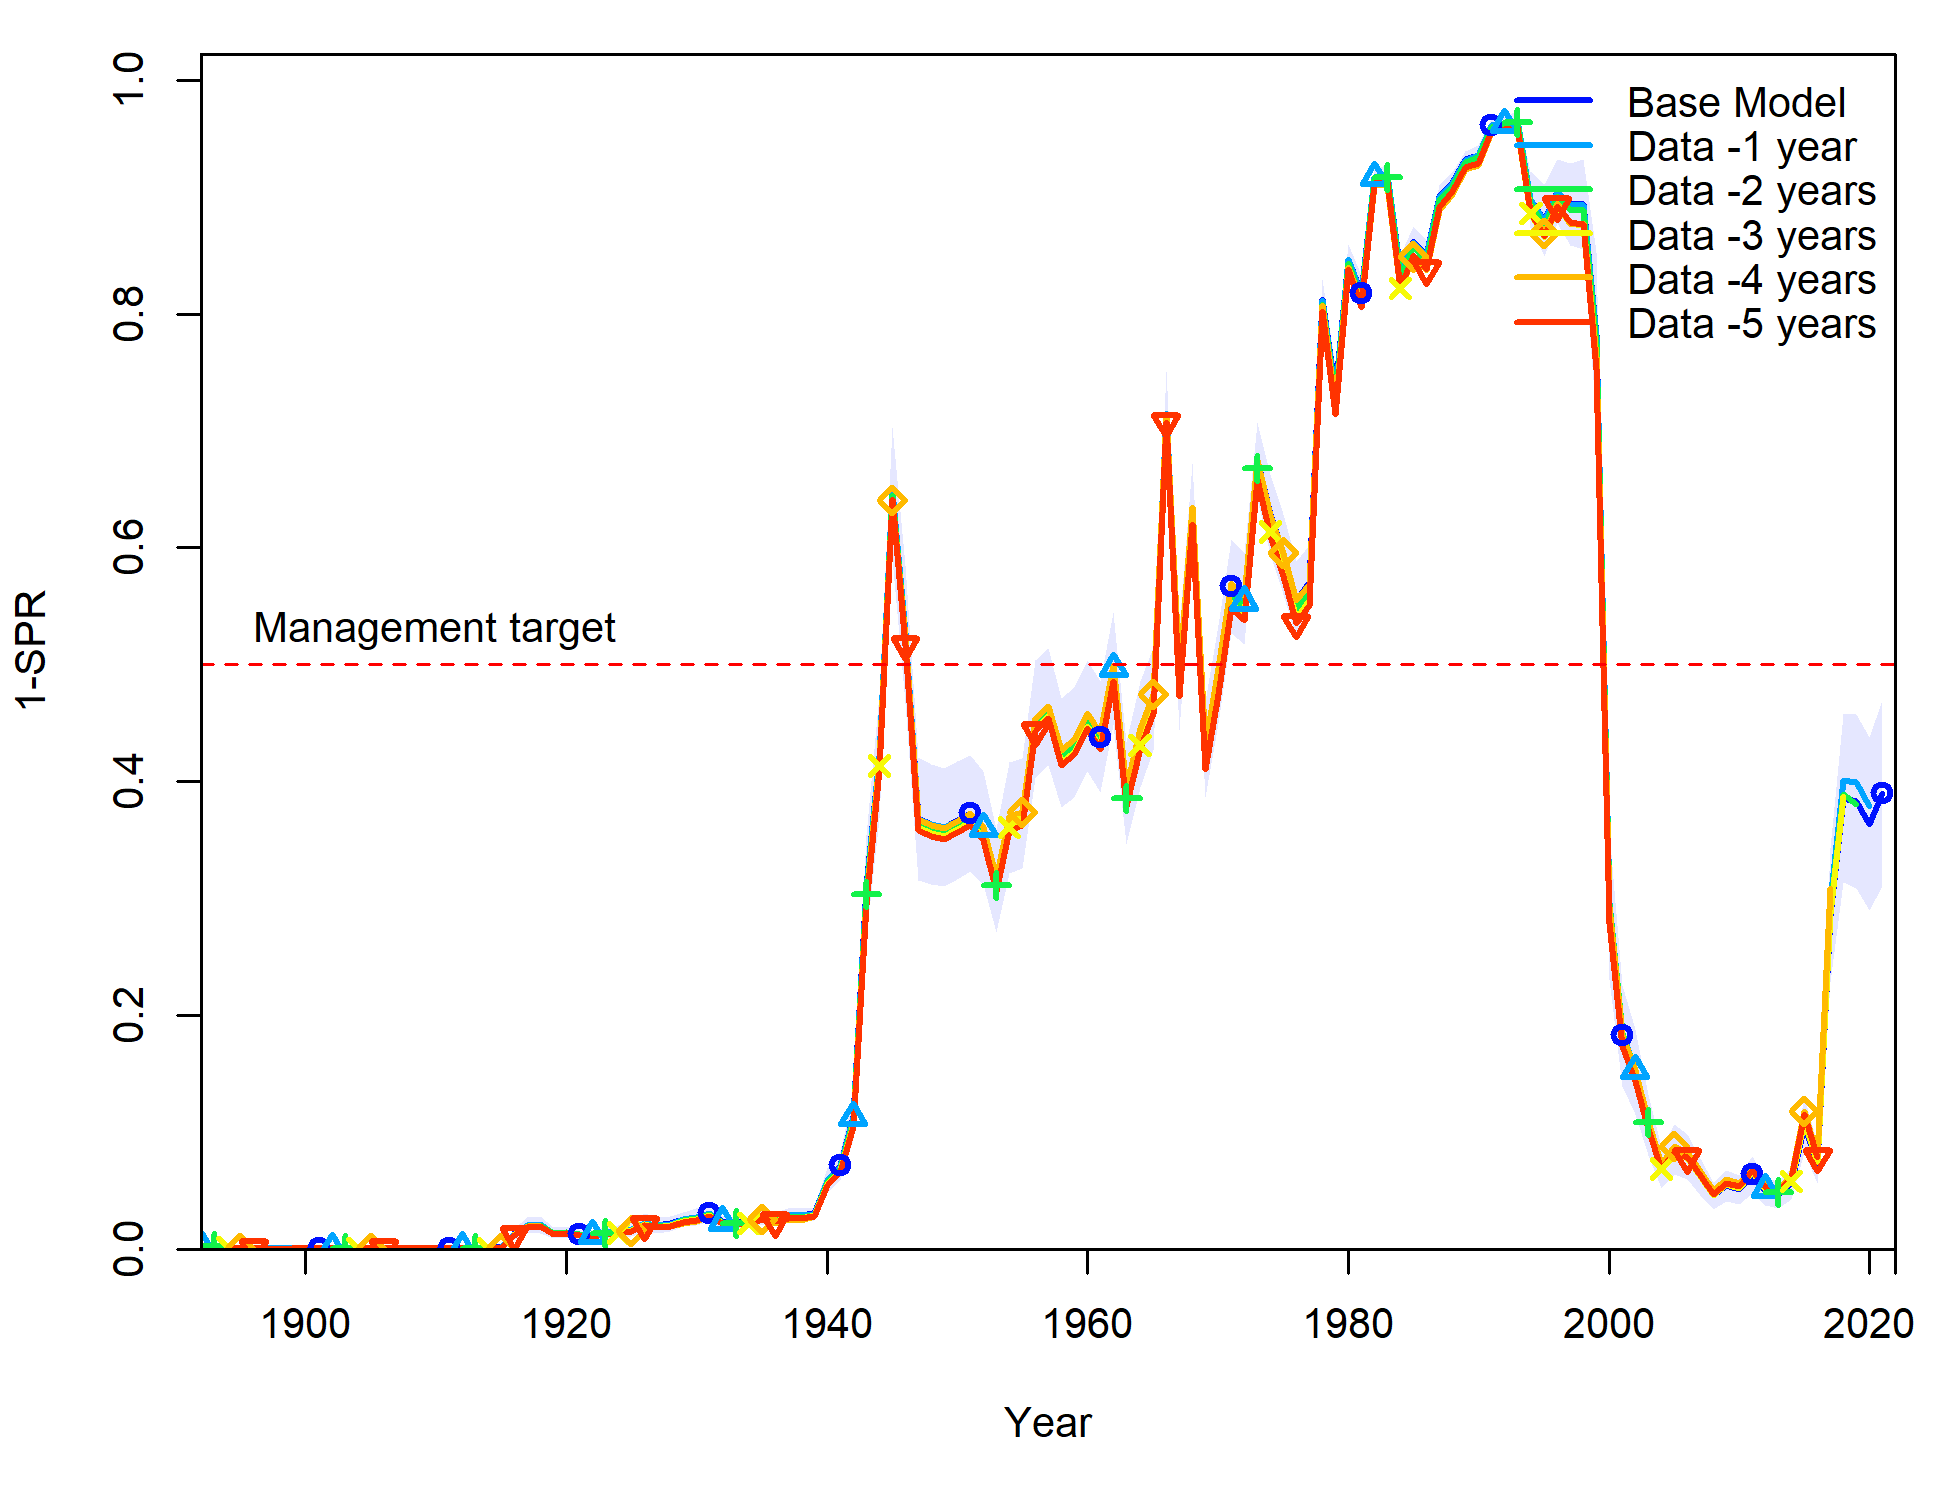 1.0
0.8
0.6
0.4
0.2
0.0
1-SPR
Base Model
Data -1 year
Data -2 years
Data -3 years
Data -4 years
Data -5 years
Management target
1900 1920 1940 1960 1980 2000 2020
Year